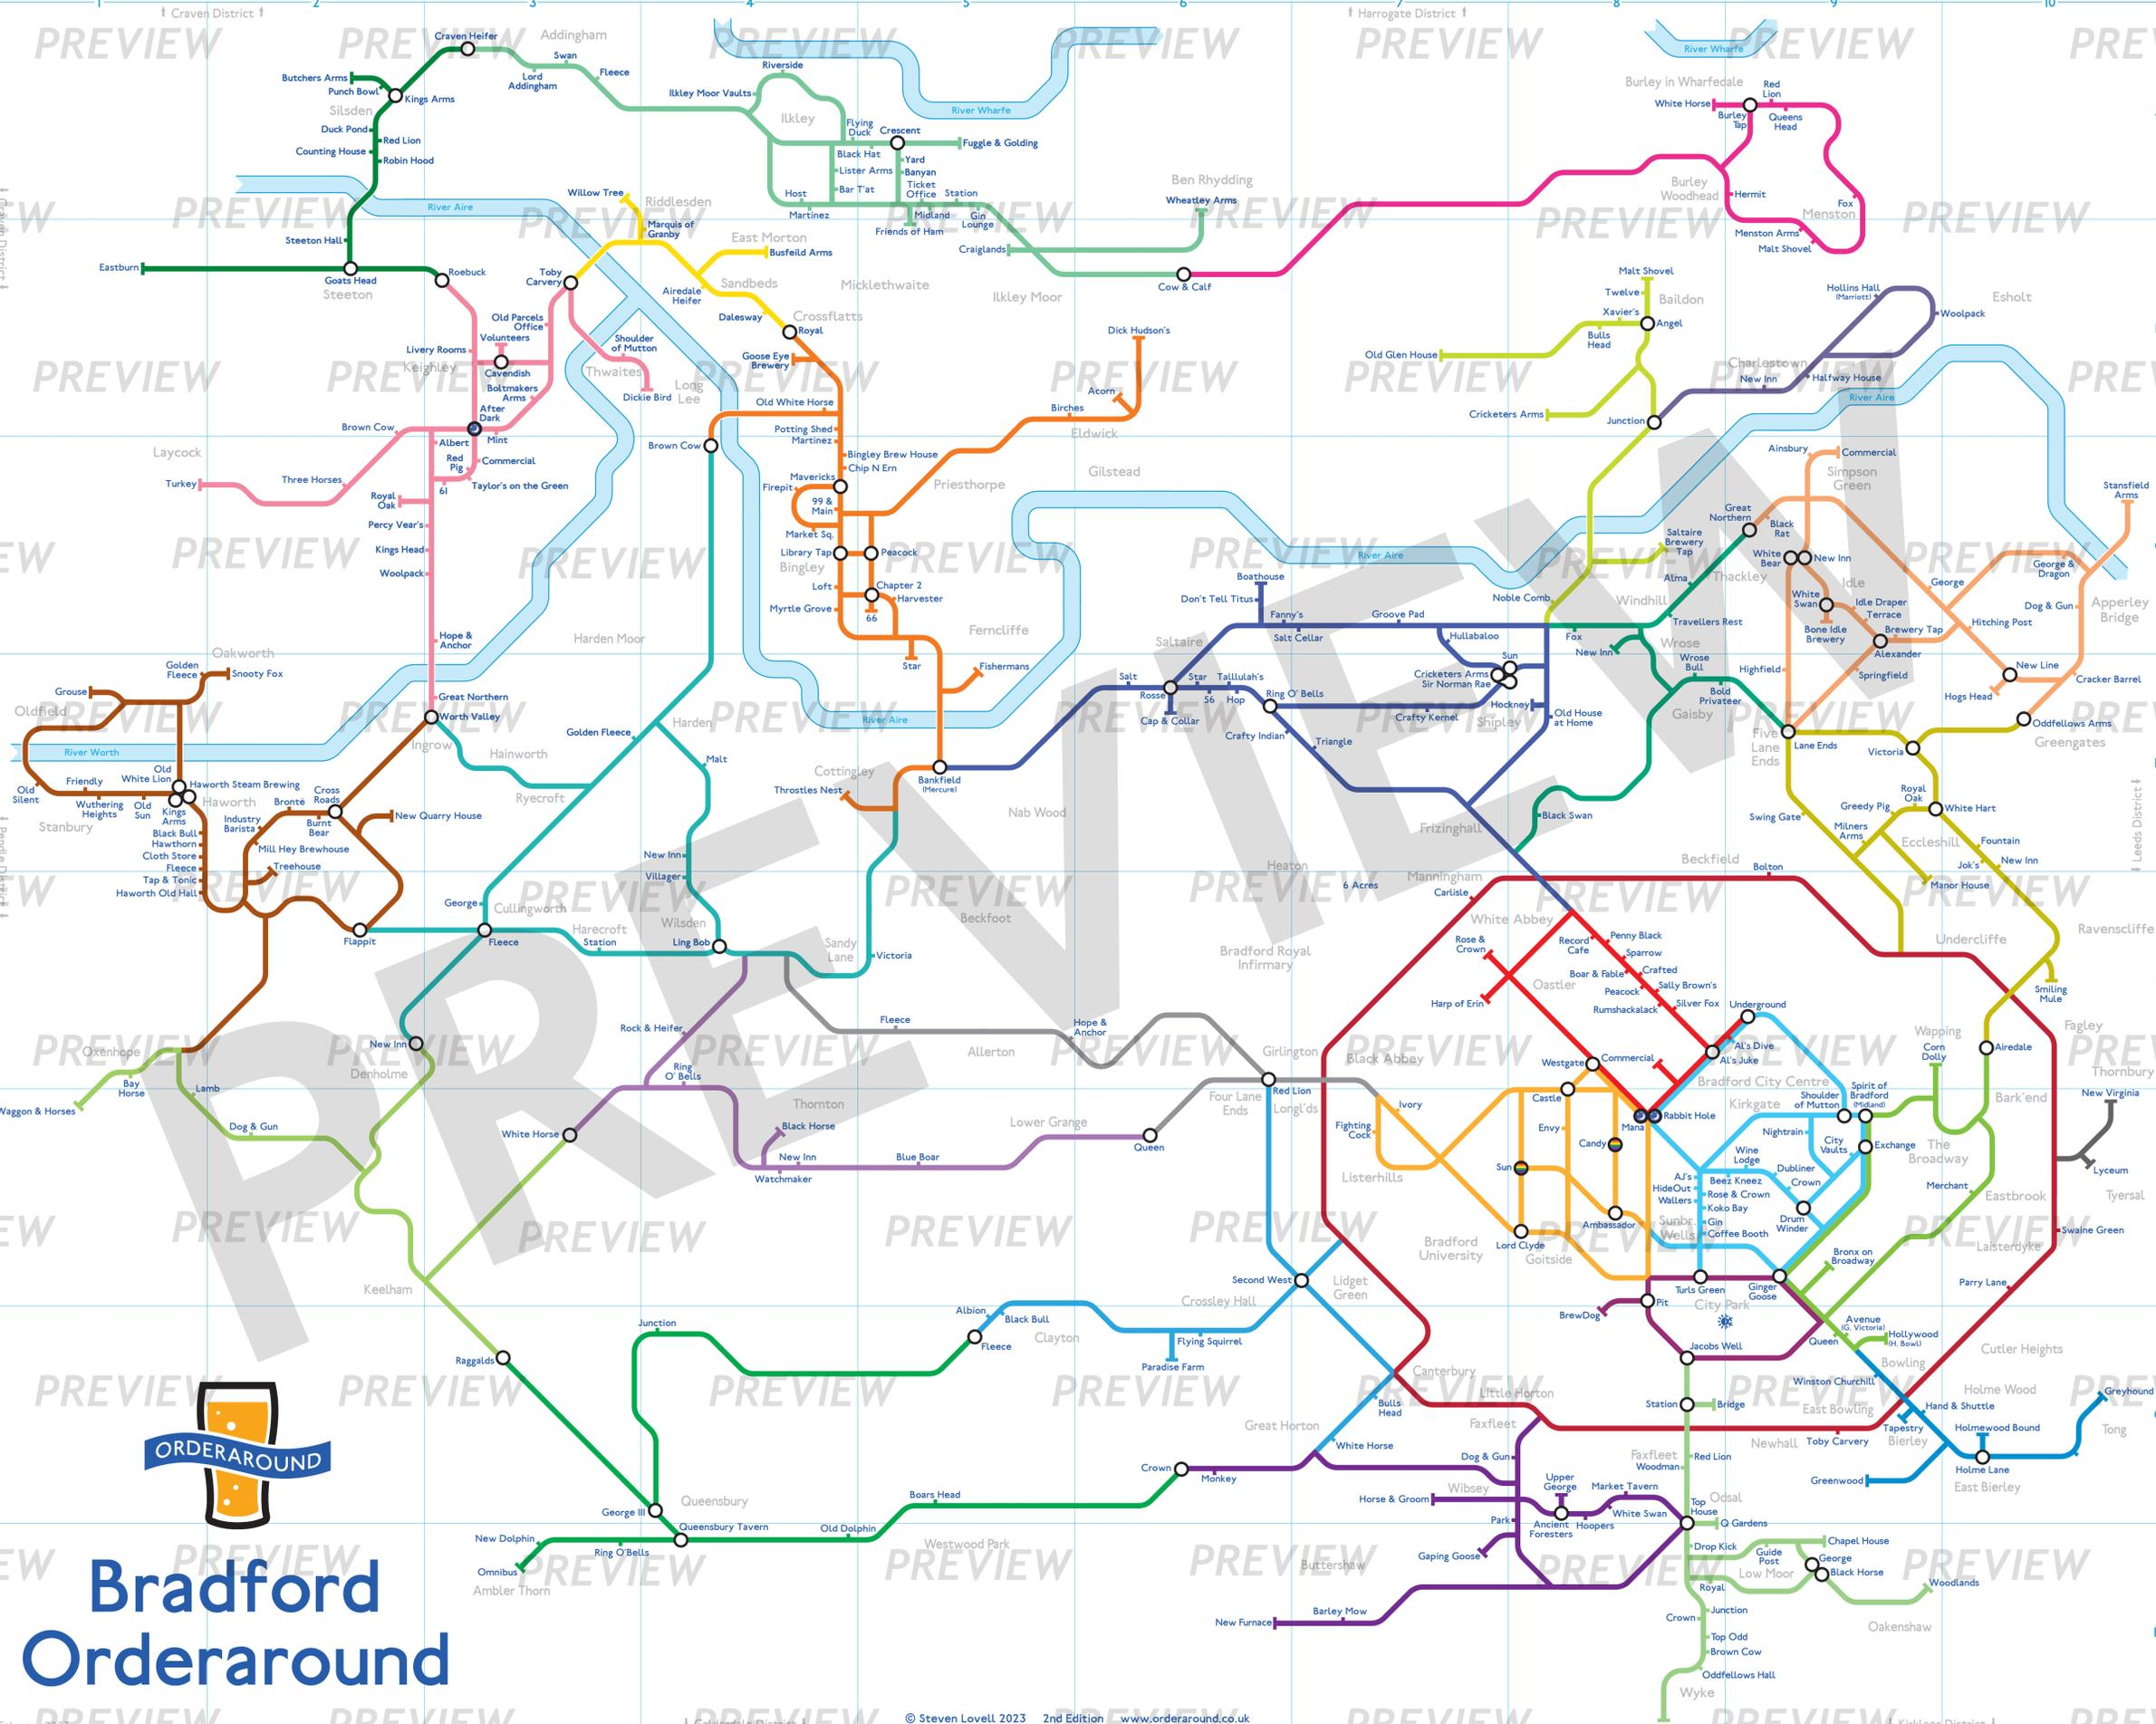 1
2
3
4
5
6
7
8
9
10
Craven District
Harrogate District
PREVIEW
Craven Heifer
Addingham
Swan
Lord
Addingham
Fleece
Butchers Arms
Punch Bowl
Kings Arms
Silsden
Duck Pond
Red Lion
Counting House
Robin Hood
River Aire
Steeton Hall
Eastburn
Goats Head
Steeton
Roebuck
Riverside
Ilkley Moor Vaults
Ilkley
Flying
Duck
Crescent
Fuggle & Golding
Black Hat
Yard
Lister Arms
Banyan
Bar T'at
Ticket
Office
Station
Host
Martinez
Midland
Gin
Lounge
Friends of Ham
River Wharfe
Craiglands
Ben Rhydding
Wheatley Arms
Cow & Calf
Ilkley Moor
Micklethwaite
River Wharfe
Burley in Wharfedale
White Horse
Burley
Tap
Red
Lion
Queens
Head
Burley
Woodhead
Hermit
Fox
Menston
Menston Arms
Malt Shovel
Willow Tree
Riddlesden
Marquis of
Granby
East Morton
Busfeild Arms
Toby
Carvery
Airedale
Heifer
Sandbeds
Dalesway
Crossflatts
Royal
Old Parcels
Office
Volunteers
Livery Rooms
Keighley
Cavendish
Boltmakers
Arms
After
Dark
Mint
Shoulder
of Mutton
Thwaites
Dickie Bird
Long
Lee
Brown Cow
Albert
Laycock
Red
Pig
Commercial
Turkey
Three Horses
61
Taylor's on the Green
Royal
Oak
Percy Vear's
Kings Head
Woolpack
Hope &
Anchor
Great Northern
Worth Valley
Ingrow
Goose Eye
Brewery
Old White Horse
Brown Cow
Potting Shed
Martinez
Bingley Brew House
Chip N Ern
Mavericks
Firepit
99 &
Main
Market Sq.
Library Tap
Peacock
Bingley
Loft
Chapter 2
Harvester
Myrtle Grove
66
Star
Ferncliffe
Fishermans
Priesthorpe
Birches
Acorn
Dick Hudson's
Eldwick
Gilstead
River Aire
Harden Moor
Golden Fleece
Harden
Malt
Hainworth
Ryecroft
New Inn
Villager
Wilsden
Ling Bob
Cottingley
Throstles Nest
Bankfield
(Mercure)
Nab Wood
Sandy
Lane
Victoria
Beckfoot
George
Cullingworth
Fleece
Harecroft
Station
Flappit
Oakworth
Golden
Fleece
Snooty Fox
Grouse
Oldfield
River Worth
Old
White Lion
Haworth Steam Brewing
Old
Silent
Friendly
Wuthering
Heights
Old
Sun
Kings
Arms
Haworth
Stanbury
Black Bull
Hawthorn
Cloth Store
Fleece
Tap & Tonic
Haworth Old Hall
Brontë
Cross
Roads
Burnt
Bear
Industry
Barista
Mill Hey Brewhouse
Treehouse
New Quarry House
Pendle District
Oxenhope
Bay
Horse
Waggon & Horses
Lamb
Dog & Gun
New Inn
Denholme
Keelham
Rock & Heifer
Ring
O' Bells
White Horse
Thornton
Black Horse
New Inn
Watchmaker
Blue Boar
Lower Grange
Queen
Fleece
Allerton
Hope &
Anchor
Girlington
Four Lane
Ends
Red Lion
Longl'ds
Raggalds
Junction
George III
Queensbury
Queensbury Tavern
New Dolphin
Omnibus
Ring O'Bells
Ambler Thorn
Old Dolphin
Boars Head
Westwood Park
Crown
Monkey
Albion
Black Bull
Fleece
Clayton
Crossley Hall
Flying Squirrel
Paradise Farm
Second West
Lidget
Green
Great Horton
Bulls
Head
White Horse
Malt Shovel
Twelve
Baildon
Xavier's
Angel
Bulls
Head
Old Glen House
Cricketers Arms
Junction
Hollins Hall
(Marriott)
Woolpack
Esholt
Charlestown
New Inn
Halfway House
River Aire
Ainsbury
Commercial
Simpson
Green
Great
Northern
Black
Rat
Stansfield
Arms
White
Bear
New Inn
Idle
Thackley
White
Swan
Idle Draper
Terrace
Bone Idle
Brewery
Brewery Tap
Alexander
Springfield
Highfield
George
Hitching Post
George &
Dragon
Dog & Gun
Apperley
Bridge
New Line
Hogs Head
Cracker Barrel
Oddfellows Arms
Greengates
Saltaire
Brewery
Tap
Noble Comb
Alma
Windhill
Travellers Rest
Fox
New Inn
Wrose
Wrose
Bull
Bold
Privateer
Gaisby
Black Swan
River Aire
Boathouse
Don't Tell Titus
Fanny's
Salt Cellar
Groove Pad
Hullabaloo
Saltaire
Salt
Rosse
Star
56
Talllulah's
Hop
Ring O' Bells
Cap & Collar
Cricketers Arms
Sun
Sir Norman Rae
Crafty Kernel
Shipley
Hockney
Old House
at Home
Crafty Indian
Triangle
Frizinghall
Heaton
6 Acres
Manningham
Carlisle
Bradford Royal
Infirmary
Five
Lane
Ends
Lane Ends
Victoria
Royal
Oak
White Hart
Greedy Pig
Swing Gate
Milners
Arms
Eccleshill
Fountain
New Inn
Jok's
Manor House
Leeds District
Beckfield
Bolton
Undercliffe
Ravenscliffe
Smiling
Mule
Fagley
Airedale
Wapping
Corn
Dolly
Thornbury
New Virginia
Lyceum
Tyersal
White Abbey
Rose &
Crown
Record
Cafe
Penny Black
Sparrow
Boar & Fable
Crafted
Oastler
Peacock
Sally Brown's
Harp of Erin
Rumshackalack
Silver Fox
Underground
Black Abbey
Westgate
Commercial
Al's Dive
Al's Juke
Bradford City Centre
Castle
Mana
Rabbit Hole
Kirkgate
Shoulder
of Mutton
Spirit of
Bradford
(Midland)
Bark'end
Ivory
Fighting
Cock
Envy
Candy
Sun
Listerhills
Nightrain
City
Vaults
Exchange
The
Broadway
Wine
Lodge
AJ's
Beez Kneez
Dubliner
HideOut
Rose & Crown
Crown
Wallers
Koko Bay
Gin
Coffee Booth
Drum
Winder
Merchant
Eastbrook
Ambassador
Sunbr.
Wells
Lord Clyde
Goitside
Bradford
University
Swaine Green
Laisterdyke
Bronx on
Broadway
Turls Green
Ginger
Goose
BrewDog
Pit
City Park
Jacobs Well
Queen
Avenue
(G. Victoria)
Hollywood
(H. Bowl)
Parry Lane
Cutler Heights
Bowling
Winston Churchill
Canterbury
Little Horton
Station
Bridge
East Bowling
Holme Wood
Hand & Shuttle
Tapestry
Bierley
Holmewood Bound
Greyhound
Tong
Holme Lane
Greenwood
East Bierley
Toby Carvery
Newhall
Faxfleet
Faxfleet
Red Lion
Woodman
Dog & Gun
Wibsey
Horse & Groom
Upper
George
Market Tavern
Ancient
Foresters
Hoopers
White Swan
Park
Gaping Goose
Top
House
Odsal
Q Gardens
Buttershaw
Barley Mow
New Furnace
Drop Kick
Guide
Post
Chapel House
George
Black Horse
Low Moor
Royal
Woodlands
Oakenshaw
Junction
Crown
Top Odd
Brown Cow
Oddfellows Hall
Wyke
ORDERAROUND
Bradford
Orderaround
Calderdale District
Kirklees District
© Steven Lovell 2023 2nd Edition www.orderaround.co.uk